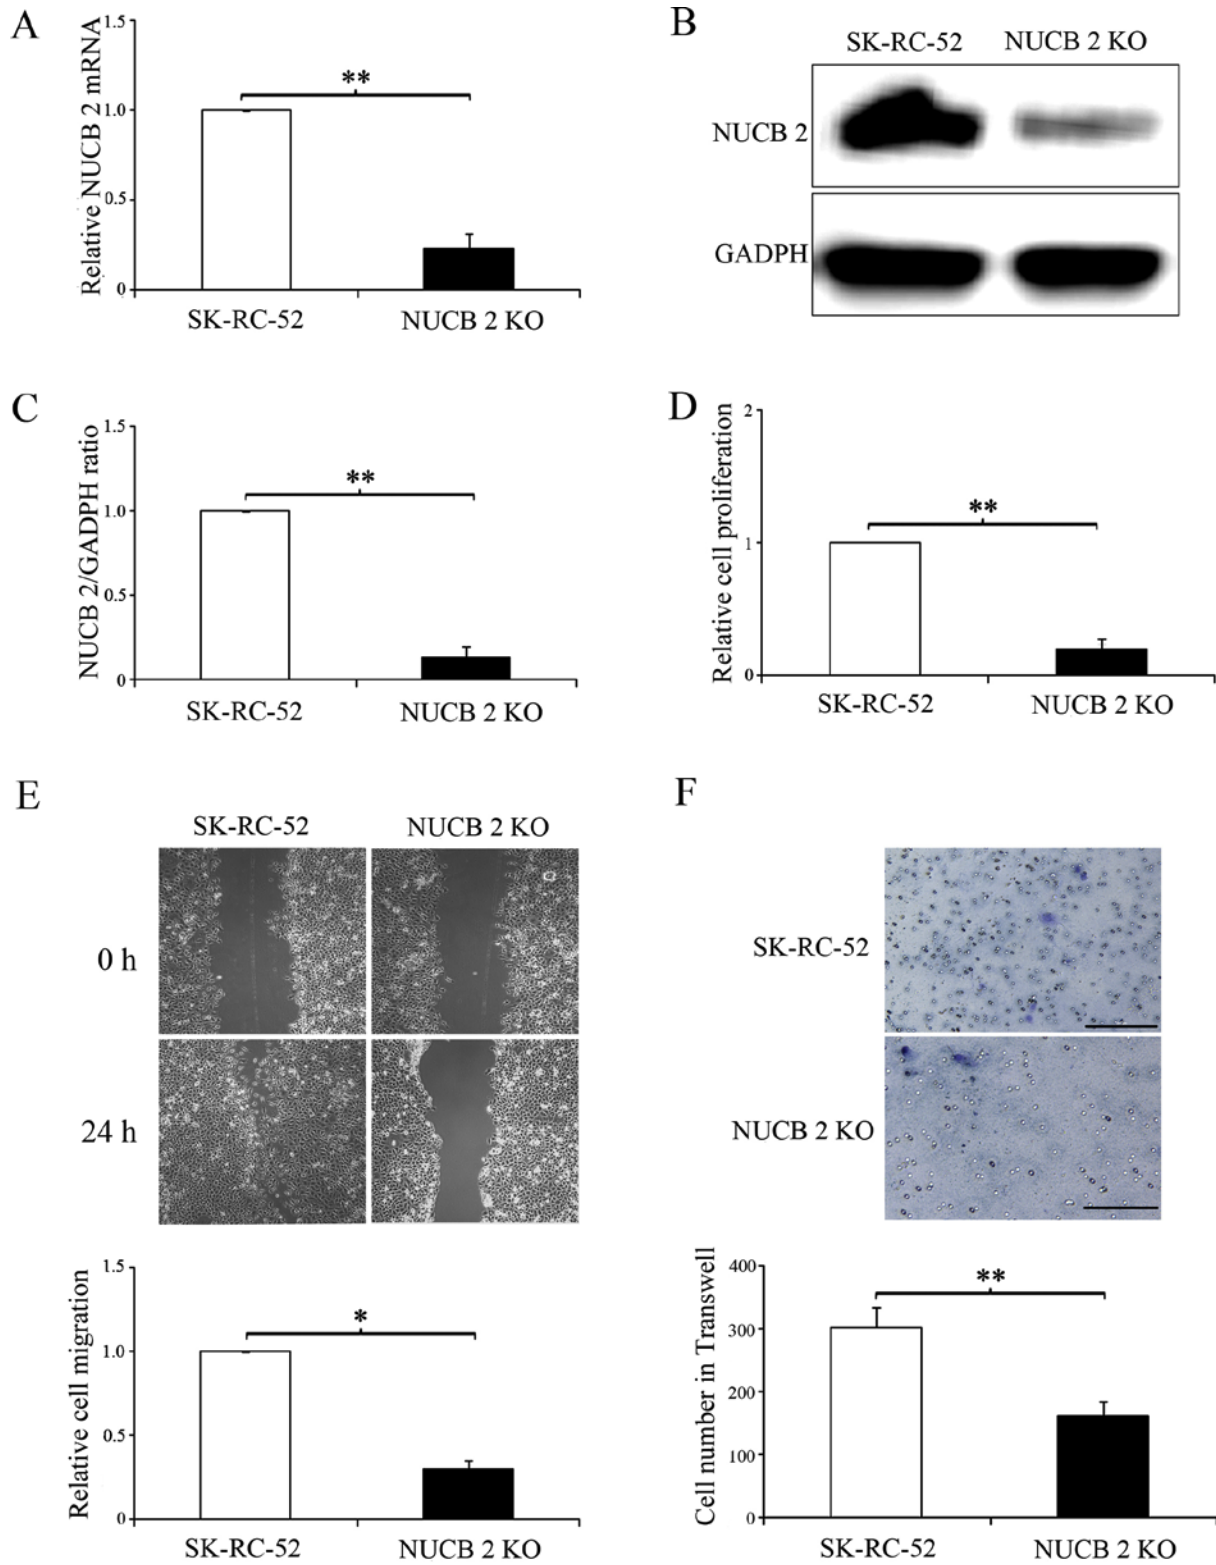 A
Relative NUCB 2 mRNA
1.5
1.0
0.5
0
**
SK-RC-52
NUCB 2 KO
B
SK-RC-52
NUCB 2 KO
NUCB 2
GADPH
C
NUCB 2/GADPH ratio
1.5
1.0
0.5
0
**
SK-RC-52
NUCB 2 KO
D
Relative cell proliferation
2
1
0
**
SK-RC-52
NUCB 2 KO
E
SK-RC-52
NUCB 2 KO
0 h
24 h
Relative cell migration
1.5
1.0
0.5
0
*
SK-RC-52
NUCB 2 KO
F
SK-RC-52
NUCB 2 KO
Cell number in Transwell
400
300
200
100
0
**
SK-RC-52
NUCB 2 KO